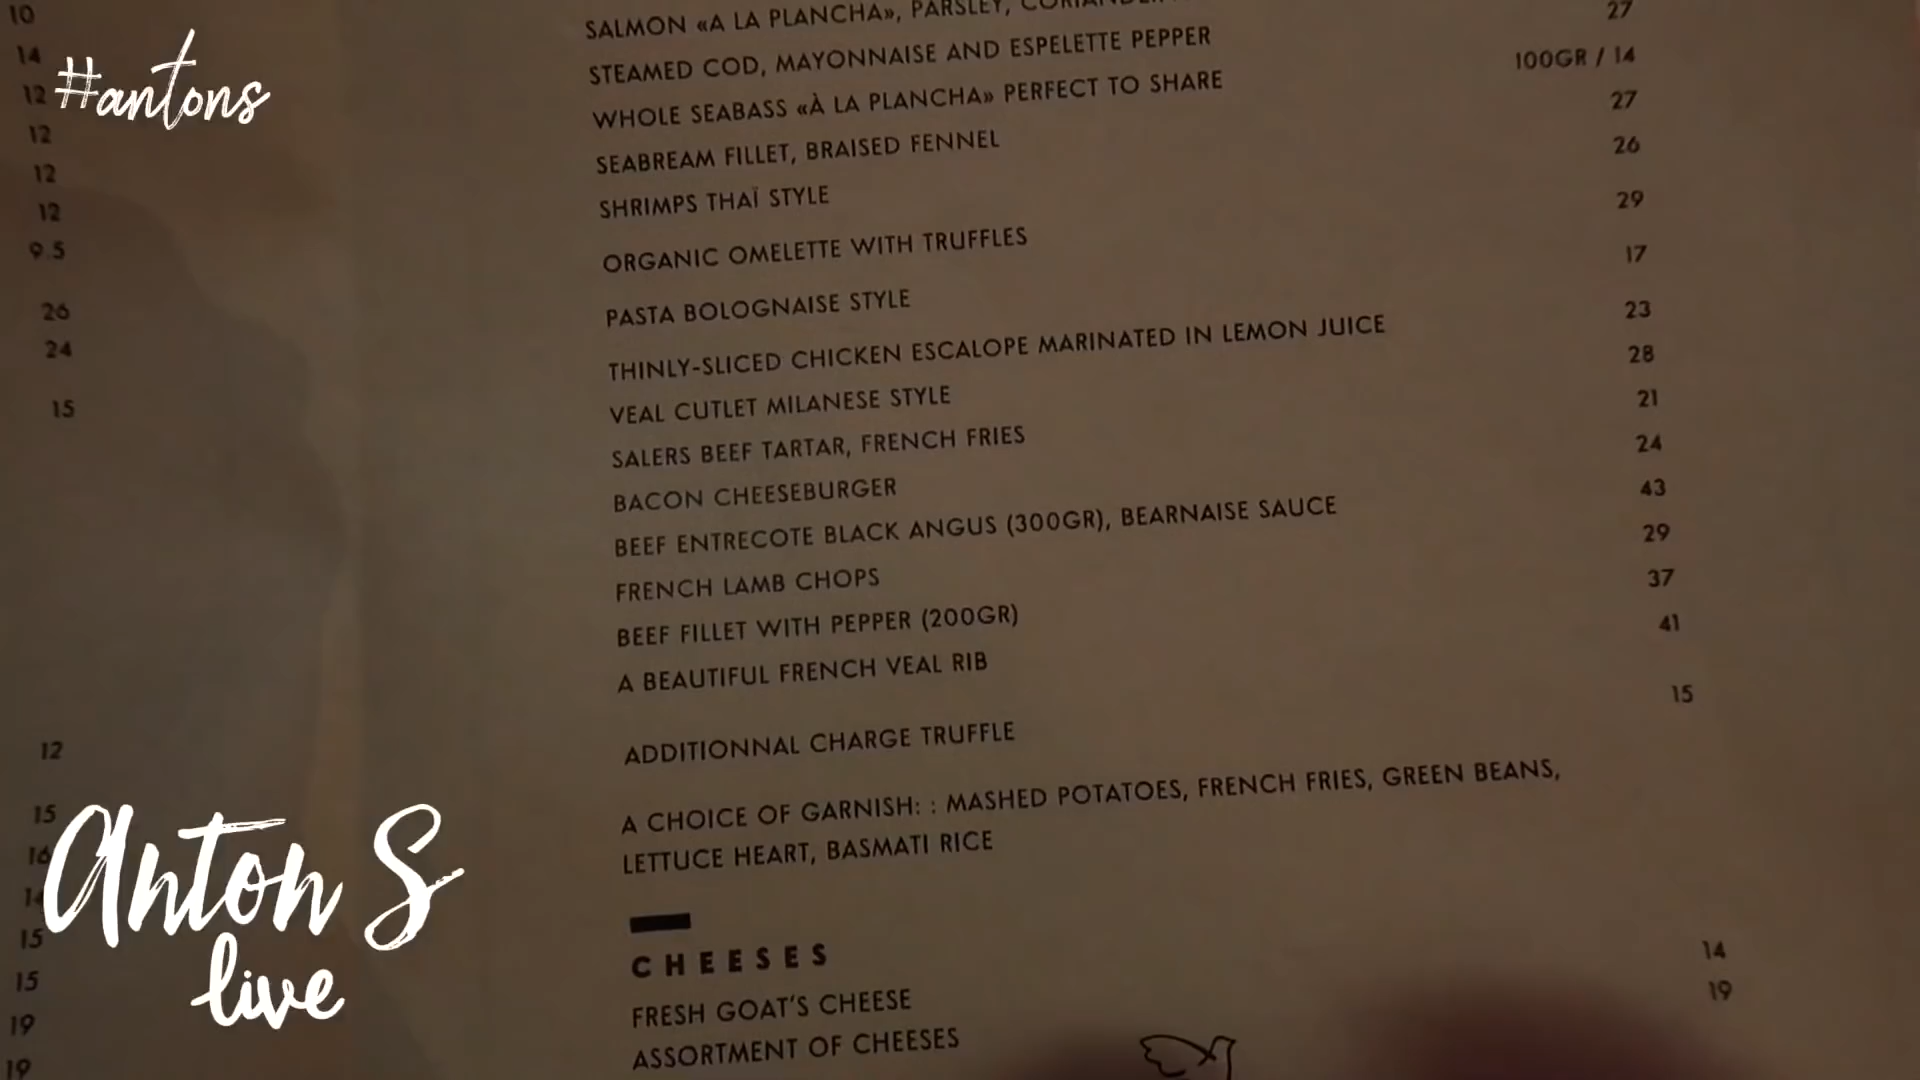 10
14
12
12
12
12
9.5
26
24
15
12
15
16
15
15
19
19
SALMON «A LA PLANCHA», PARSLEY,
STEAMED COD, MAYONNAISE AND ESPELETTE PEPPER 27
WHOLE SEABASS «À LA PLANCHA» PERFECT TO SHARE 100GR / 14
SEABREAM FILLET, BRAISED FENNEL 27
SHRIMPS THAÏ STYLE 26
ORGANIC OMELETTE WITH TRUFFLES 29
PASTA BOLOGNAISE STYLE 17
THINLY-SLICED CHICKEN ESCALOPE MARINATED IN LEMON JUICE 23
VEAL CUTLET MILANESE STYLE 28
SALERS BEEF TARTAR, FRENCH FRIES 21
BACON CHEESEBURGER 24
BEEF ENTRECOTE BLACK ANGUS (300GR), BEARNAISE SAUCE 43
FRENCH LAMB CHOPS 29
BEEF FILLET WITH PEPPER (200GR) 37
A BEAUTIFUL FRENCH VEAL RIB 41
ADDITIONNAL CHARGE TRUFFLE 15
A CHOICE OF GARNISH: : MASHED POTATOES, FRENCH FRIES, GREEN BEANS,
LETTUCE HEART, BASMATI RICE
CHEESES
FRESH GOAT'S CHEESE 14
ASSORTMENT OF CHEESES 19
#antons
Anton S
live